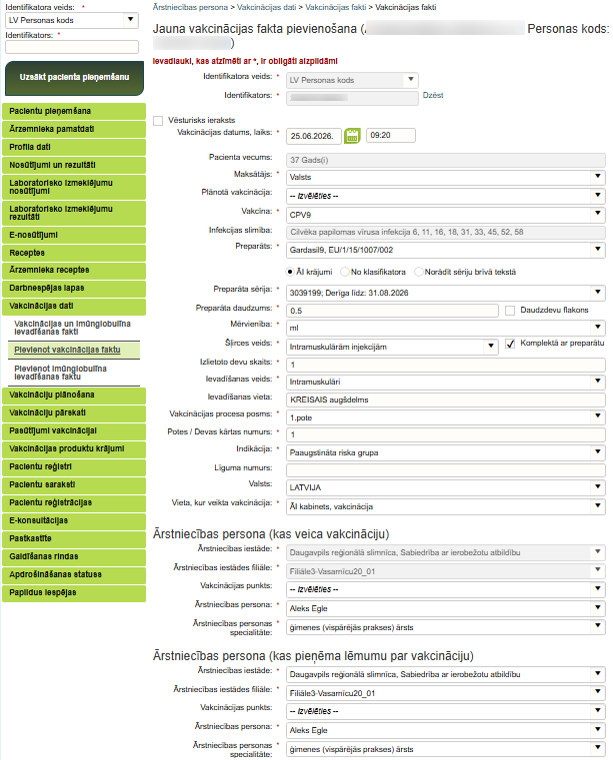 Identifikatora veids: *
LV Personas kods
Identifikators: *
Uzsākt pacienta pieņemšanu
Pacientu pieņemšana
Ārzemnieka pamatdati
Profila dati
Nosūtījumi un rezultāti
Laboratorisko izmeklējumu nosūtījumi
Laboratorisko izmeklējumu rezultāti
E-nosūtījumi
Receptes
Ārzemnieka receptes
Darbnespējas lapas
Vakcinācijas dati
Vakcinācijas un imūnglobulīna ievadīšanas fakti
Pievienot vakcinācijas faktu
Pievienot imūnglobulīna ievadīšanas faktu
Vakcināciju plānošana
Vakcināciju pārskati
Pasūtījumi vakcinācijai
Vakcinācijas produktu krājumi
Pacientu reģistri
Pacientu saraksti
Pacientu reģistrācijas
E-konsultācijas
Pastkastīte
Gaidīšanas rindas
Apdrošināšanas statuss
Papildus iespējas
Ārstniecības persona > Vakcinācijas dati > Vakcinācijas fakti > Vakcinācijas fakti
Jauna vakcinācijas fakta pievienošana ( Personas kods: )
Ievadlauki, kas atzīmēti ar *, ir obligāti aizpildāmi
Identifikatora veids: * LV Personas kods
Identifikators: * Dzēst
Vēsturisks ieraksts
Vakcinācijas datums, laiks: * 25.06.2026. 09:20
Pacienta vecums: 37 Gads(i)
Maksātājs: * Valsts
Plānotā vakcinācija: -- Izvēlēties --
Vakcīna: * CPV9
Infekcijas slimība: Cilvēka papilomas vīrusa infekcija 6, 11, 16, 18, 31, 33, 45, 52, 58
Preparāts: * Gardasil9, EU/1/15/1007/002
ĀI krājumi No klasifikatora Norādīt sēriju brīvā tekstā
Preparāta sērija: * 3039199; Derīga līdz: 31.08.2026
Preparāta daudzums: * 0.5 Daudzdevu flakons
Mērvienība: * ml
Šļirces veids: * Intramuskulārām injekcijām Komplektā ar preparātu
Izlietoto devu skaits: * 1
Ievadīšanas veids: * Intramuskulāri
Ievadīšanas vieta: KREISAIS augšdelms
Vakcinācijas procesa posms: * 1.pote
Potes / Devas kārtas numurs: * 1
Indikācija: * Paaugstināta riska grupa
Līguma numurs:
Valsts: LATVIJA
Vieta, kur veikta vakcinācija: * ĀI kabinets, vakcinācija
Ārstniecības persona (kas veica vakcināciju)
Ārstniecības iestāde: * Daugavpils reģionālā slimnīca, Sabiedrība ar ierobežotu atbildību
Ārstniecības iestādes filiāle: * Filiāle3-Vasarnīcu20_01
Vakcinācijas punkts: -- Izvēlēties --
Ārstniecības persona: * Aleks Egle
Ārstniecības personas specialitāte: * ģimenes (vispārējās prakses) ārsts
Ārstniecības persona (kas pieņēma lēmumu par vakcināciju)
Ārstniecības iestāde: * Daugavpils reģionālā slimnīca, Sabiedrība ar ierobežotu atbildību
Ārstniecības iestādes filiāle: * Filiāle3-Vasarnīcu20_01
Vakcinācijas punkts: -- Izvēlēties --
Ārstniecības persona: * Aleks Egle
Ārstniecības personas specialitāte: * ģimenes (vispārējās prakses) ārsts